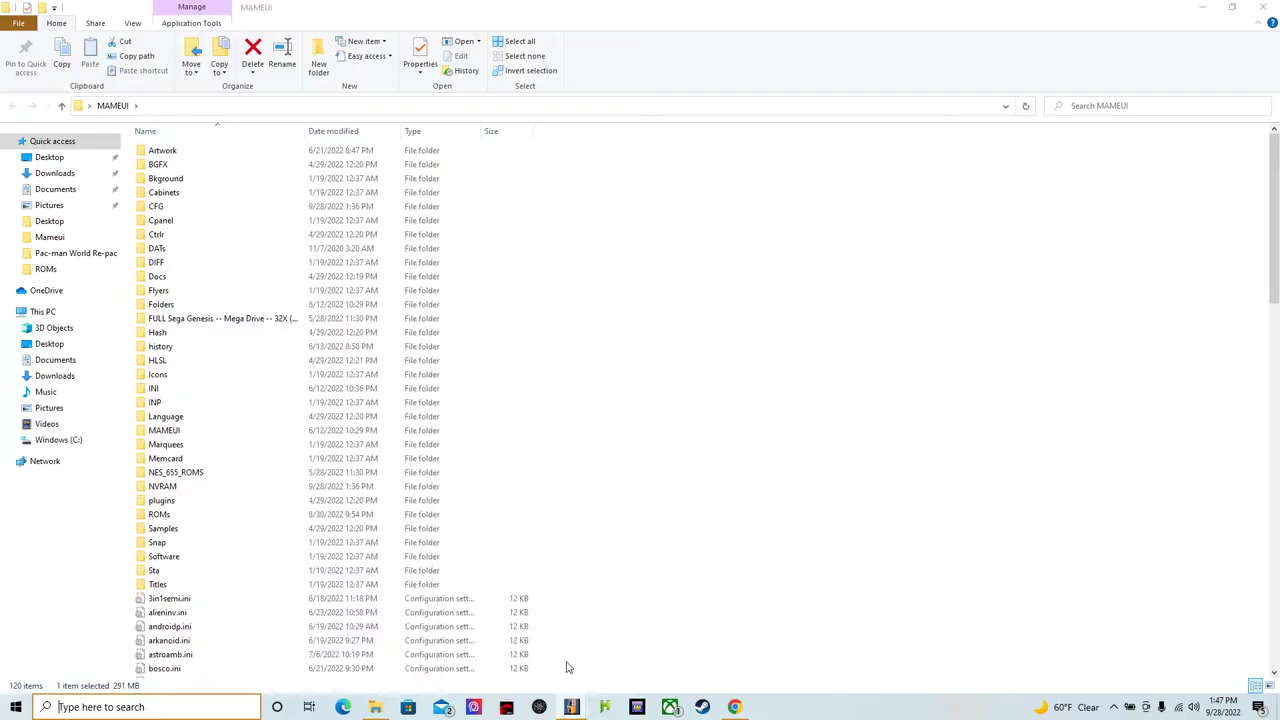 Manage
MAMEUI
File
Home
Share
View
Application Tools
Pin to Quick access
Copy
Paste
Cut
Copy path
Paste shortcut
Clipboard
Move to
Copy to
Delete
Rename
Organize
New folder
New item
Easy access
New
Properties
Open
Edit
History
Open
Select all
Select none
Invert selection
Select
MAMEUI
Search MAMEUI
Name
Date modified
Type
Size
Quick access
Desktop
Downloads
Documents
Pictures
Desktop
Mameui
Pac-man World Re-pac
ROMs
OneDrive
This PC
3D Objects
Desktop
Documents
Downloads
Music
Pictures
Videos
Windows (C:)
Network
Artwork 6/21/2022 8:47 PM File folder
BGFX 4/29/2022 12:20 PM File folder
Bkground 1/19/2022 12:37 AM File folder
Cabinets 1/19/2022 12:37 AM File folder
CFG 9/28/2022 1:36 PM File folder
Cpanel 1/19/2022 12:37 AM File folder
Ctrlr 4/29/2022 12:20 PM File folder
DATs 11/7/2020 3:20 AM File folder
DIFF 1/19/2022 12:37 AM File folder
Docs 4/29/2022 12:19 PM File folder
Flyers 1/19/2022 12:37 AM File folder
Folders 6/12/2022 10:29 PM File folder
FULL Sega Genesis -- Mega Drive -- 32X (... 5/28/2022 11:30 PM File folder
Hash 4/29/2022 12:20 PM File folder
history 6/13/2022 8:58 PM File folder
HLSL 4/29/2022 12:21 PM File folder
Icons 1/19/2022 12:37 AM File folder
INI 6/12/2022 10:36 PM File folder
INP 1/19/2022 12:37 AM File folder
Language 4/29/2022 12:20 PM File folder
MAMEUI 6/12/2022 10:29 PM File folder
Marquees 1/19/2022 12:37 AM File folder
Memcard 1/19/2022 12:37 AM File folder
NES_655_ROMS 5/28/2022 11:30 PM File folder
NVRAM 9/28/2022 1:36 PM File folder
plugins 4/29/2022 12:20 PM File folder
ROMs 8/30/2022 9:54 PM File folder
Samples 4/29/2022 12:20 PM File folder
Snap 1/19/2022 12:37 AM File folder
Software 1/19/2022 12:37 AM File folder
Sta 1/19/2022 12:37 AM File folder
Titles 1/19/2022 12:37 AM File folder
3in1semi.ini 6/18/2022 11:18 PM Configuration sett... 12 KB
alieninv.ini 6/23/2022 10:58 PM Configuration sett... 12 KB
androidp.ini 6/19/2022 10:29 AM Configuration sett... 12 KB
arkanoid.ini 6/19/2022 9:27 PM Configuration sett... 12 KB
astroamb.ini 7/6/2022 10:19 PM Configuration sett... 12 KB
bosco.ini 6/21/2022 9:30 PM Configuration sett... 12 KB
120 items 1 item selected 291 MB
Type here to search
2
1
60°F Clear
1:47 PM
9/28/2022
5